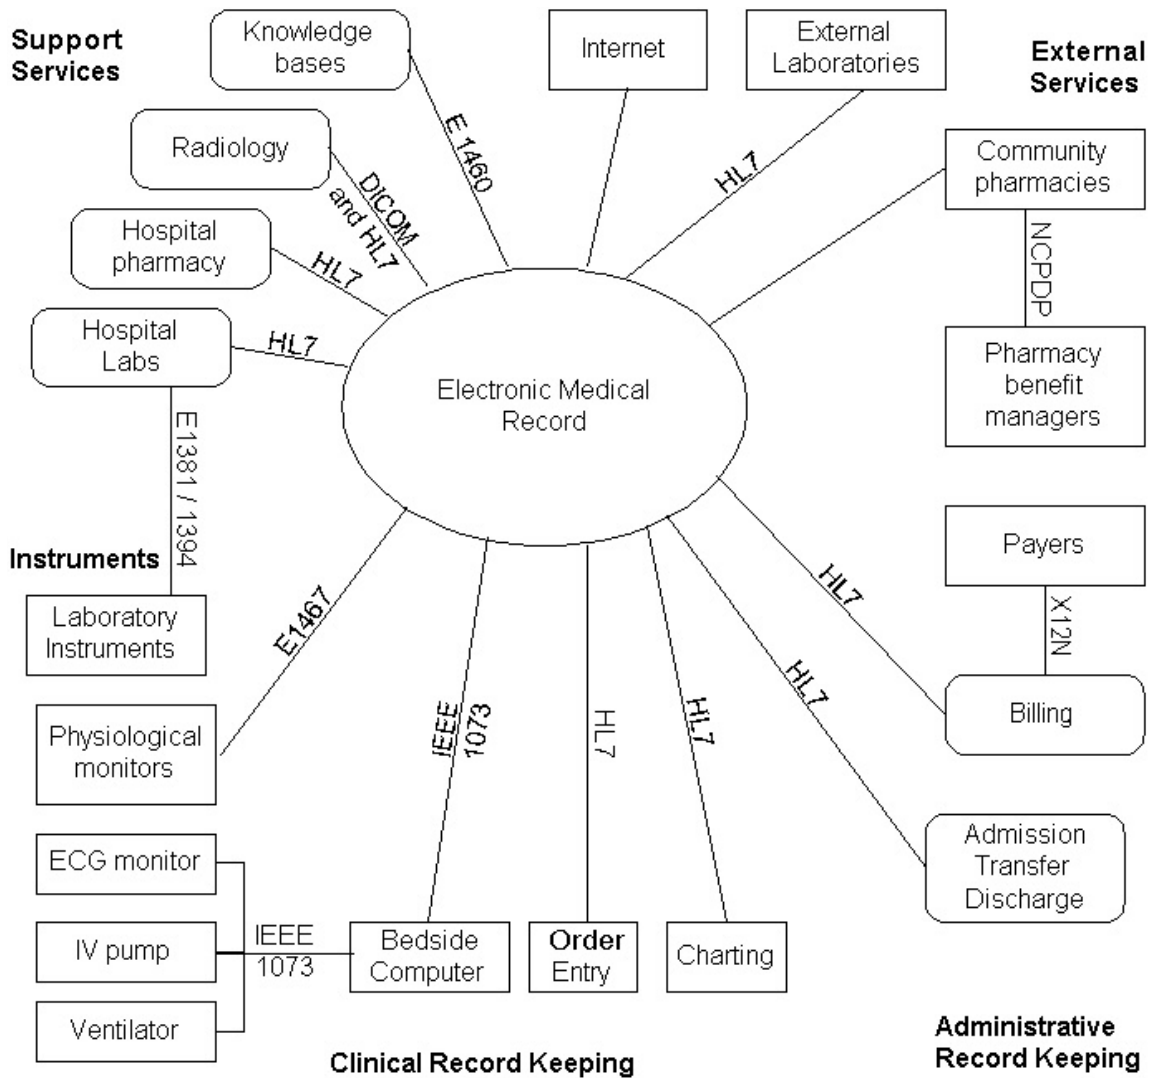 Support
Services
Knowledge
bases
Internet
External
Laboratories
External
Services
E 1460
Radiology
DICOM
and HL7
HL7
Community
pharmacies
Hospital
pharmacy
HL7
NCPDP
Hospital
Labs
HL7
Electronic Medical
Record
Pharmacy
benefit
managers
E1381 / 1394
Instruments
Payers
Laboratory
Instruments
E1467
HL7
X12N
Physiological
monitors
IEEE
1073
HL7
HL7
HL7
Billing
ECG monitor
Admission
Transfer
Discharge
IV pump
IEEE
1073
Bedside
Computer
Order
Entry
Charting
Ventilator
Clinical Record Keeping
Administrative
Record Keeping